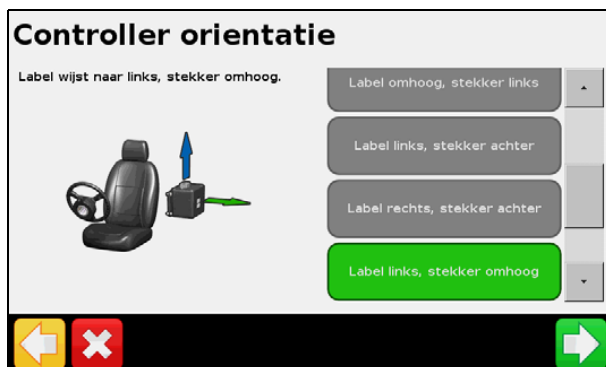 Controller orientatie
Label wijst naar links, stekker omhoog.
Label omhoog, stekker links
Label links, stekker achter
Label rechts, stekker achter
Label links, stekker omhoog